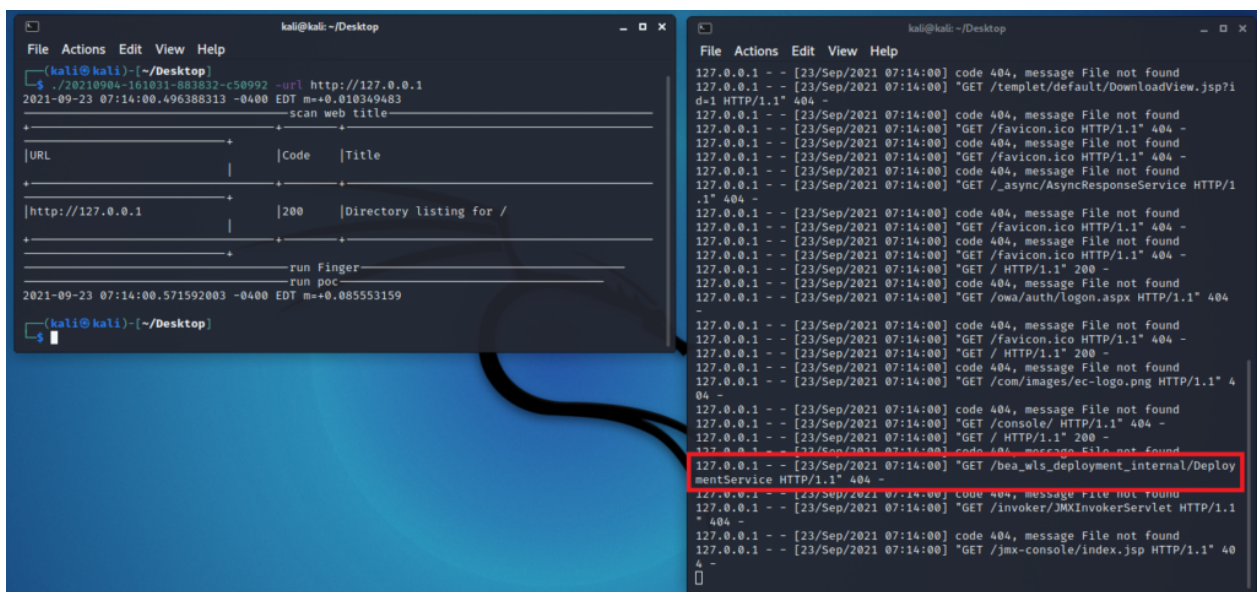 kali@kali: ~/Desktop
File Actions Edit View Help
(kali㉿kali)-[~/Desktop]
$ ./20210904-161031-883832-c50992 -url http://127.0.0.1
2021-09-23 07:14:00.496388313 -0400 EDT m=+0.010349483
scan web title
|URL |Code |Title
|
|http://127.0.0.1 |200 |Directory listing for /
|
run Finger
run poc
2021-09-23 07:14:00.571592003 -0400 EDT m=+0.085553159
(kali㉿kali)-[~/Desktop]
$
kali@kali: ~/Desktop
File Actions Edit View Help
127.0.0.1 - - [23/Sep/2021 07:14:00] code 404, message File not found
127.0.0.1 - - [23/Sep/2021 07:14:00] "GET /templet/default/DownloadView.jsp?i
d=1 HTTP/1.1" 404 -
127.0.0.1 - - [23/Sep/2021 07:14:00] code 404, message File not found
127.0.0.1 - - [23/Sep/2021 07:14:00] "GET /favicon.ico HTTP/1.1" 404 -
127.0.0.1 - - [23/Sep/2021 07:14:00] code 404, message File not found
127.0.0.1 - - [23/Sep/2021 07:14:00] "GET /favicon.ico HTTP/1.1" 404 -
127.0.0.1 - - [23/Sep/2021 07:14:00] code 404, message File not found
127.0.0.1 - - [23/Sep/2021 07:14:00] "GET /_async/AsyncResponseService HTTP/1
.1" 404 -
127.0.0.1 - - [23/Sep/2021 07:14:00] code 404, message File not found
127.0.0.1 - - [23/Sep/2021 07:14:00] "GET /favicon.ico HTTP/1.1" 404 -
127.0.0.1 - - [23/Sep/2021 07:14:00] code 404, message File not found
127.0.0.1 - - [23/Sep/2021 07:14:00] "GET /favicon.ico HTTP/1.1" 404 -
127.0.0.1 - - [23/Sep/2021 07:14:00] "GET / HTTP/1.1" 200 -
127.0.0.1 - - [23/Sep/2021 07:14:00] code 404, message File not found
127.0.0.1 - - [23/Sep/2021 07:14:00] "GET /owa/auth/logon.aspx HTTP/1.1" 404
-
127.0.0.1 - - [23/Sep/2021 07:14:00] code 404, message File not found
127.0.0.1 - - [23/Sep/2021 07:14:00] "GET /favicon.ico HTTP/1.1" 404 -
127.0.0.1 - - [23/Sep/2021 07:14:00] "GET / HTTP/1.1" 200 -
127.0.0.1 - - [23/Sep/2021 07:14:00] code 404, message File not found
127.0.0.1 - - [23/Sep/2021 07:14:00] "GET /com/images/ec-logo.png HTTP/1.1" 4
04 -
127.0.0.1 - - [23/Sep/2021 07:14:00] code 404, message File not found
127.0.0.1 - - [23/Sep/2021 07:14:00] "GET /console/ HTTP/1.1" 404 -
127.0.0.1 - - [23/Sep/2021 07:14:00] "GET / HTTP/1.1" 200 -
127.0.0.1 - - [23/Sep/2021 07:14:00] code 404, message File not found
127.0.0.1 - - [23/Sep/2021 07:14:00] "GET /bea_wls_deployment_internal/Deploy
mentService HTTP/1.1" 404 -
127.0.0.1 - - [23/Sep/2021 07:14:00] code 404, message File not found
127.0.0.1 - - [23/Sep/2021 07:14:00] "GET /invoker/JMXInvokerServlet HTTP/1.1
" 404 -
127.0.0.1 - - [23/Sep/2021 07:14:00] code 404, message File not found
127.0.0.1 - - [23/Sep/2021 07:14:00] "GET /jmx-console/index.jsp HTTP/1.1" 40
4 -